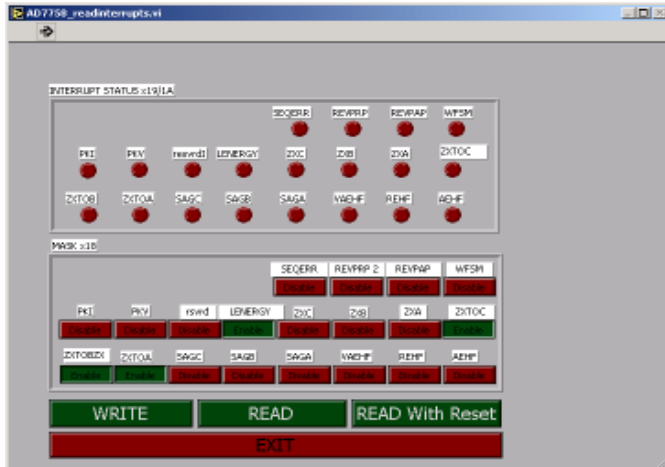 AD7758_readinterrupts.vi
INTERRUPT STATUS x19/1A
SEQERR REVPRP REVPAP WFSM
PKI PKV resvrdI LENERGY ZXC ZXB ZXA ZXTOC
ZXTOB ZXTOA SAGC SAGB SAGA VAEHF REHF AEHF
MASK x18
SEQERR REVPRP 2 REVPAP WFSM
Disable Disable Disable Disable
PKI PKV rsvrd LENERGY ZXC ZXB ZXA ZXTOC
Disable Disable Disable Enable Disable Disable Disable Enable
ZXTOBZX ZXTOA SAGC SAGB SAGA VAEHF REHF AEHF
Enable Enable Disable Disable Disable Disable Disable Disable
WRITE READ READ With Reset
EXIT